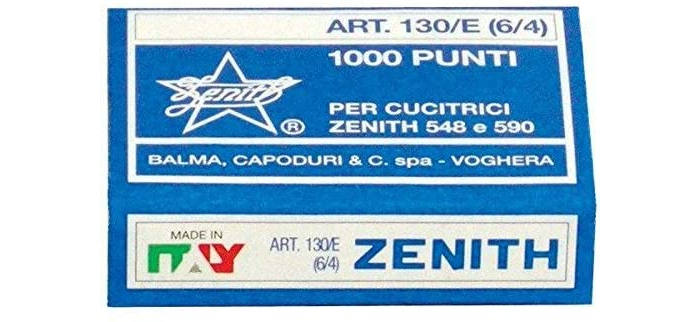 ART. 130/E (6/4)
1000 PUNTI
Zenith
®
PER CUCITRICI
ZENITH 548 e 590
BALMA, CAPODURI & C. spa - VOGHERA
MADE IN
ITALY
ART. 130/E
(6/4)
ZENITH